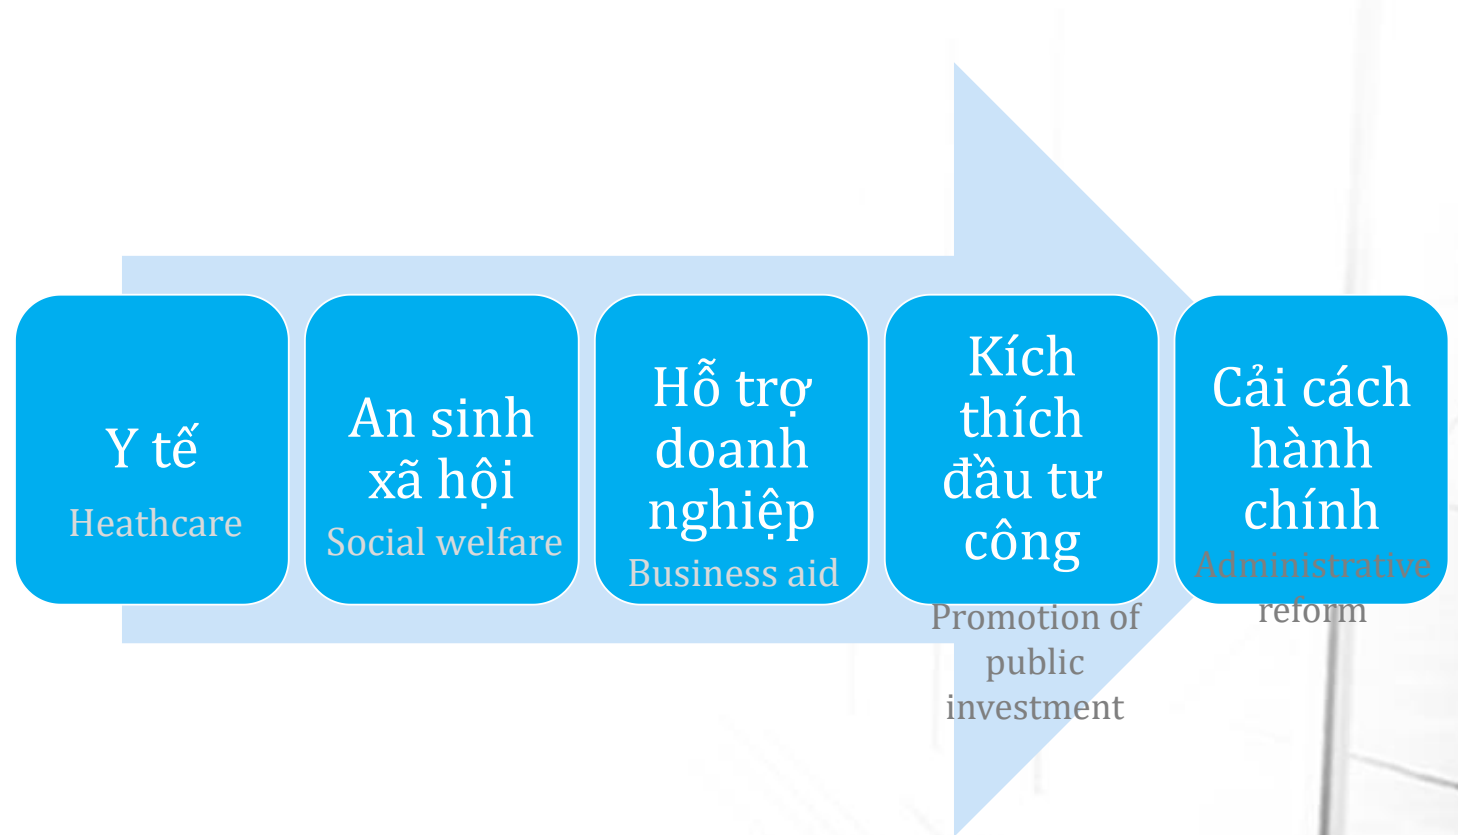 Y tế
Heathcare
An sinh
xã hội
Social welfare
Hỗ trợ
doanh
nghiệp
Business aid
Kích
thích
đầu tư
công
Promotion of
public
investment
Cải cách
hành
chính
Administrative
reform